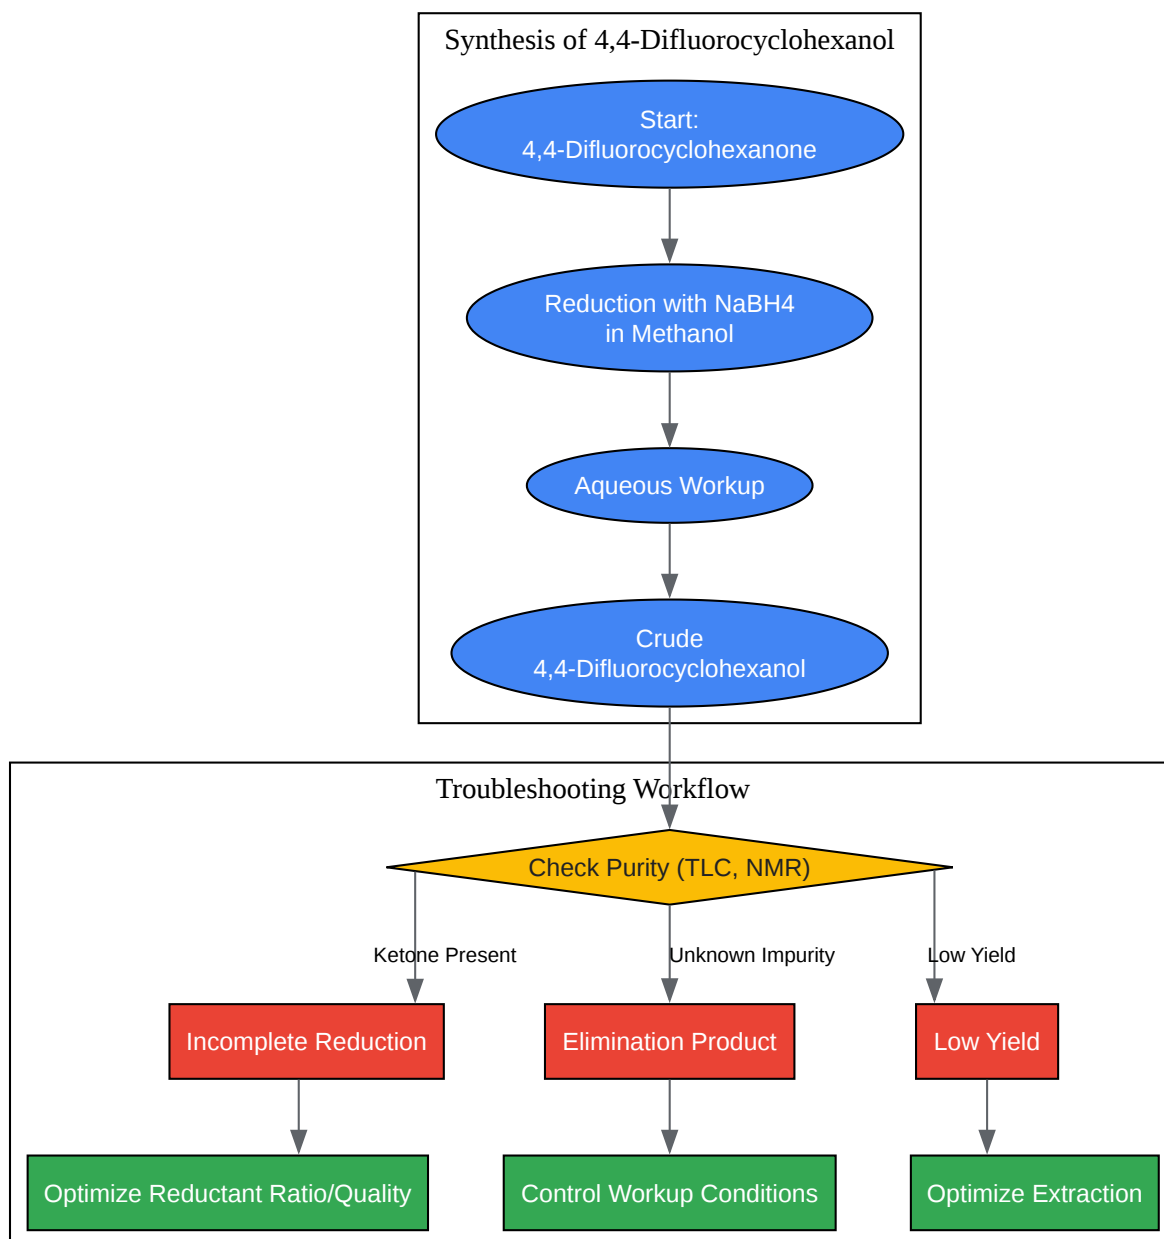 Synthesis of 4,4-Difluorocyclohexanol
Start:
4,4-Difluorocyclohexanone
Reduction with NaBH4
in Methanol
Aqueous Workup
Crude
4,4-Difluorocyclohexanol
Troubleshooting Workflow
Check Purity (TLC, NMR)
Ketone Present
Unknown Impurity
Low Yield
Incomplete Reduction
Elimination Product
Low Yield
Optimize Reductant Ratio/Quality
Control Workup Conditions
Optimize Extraction